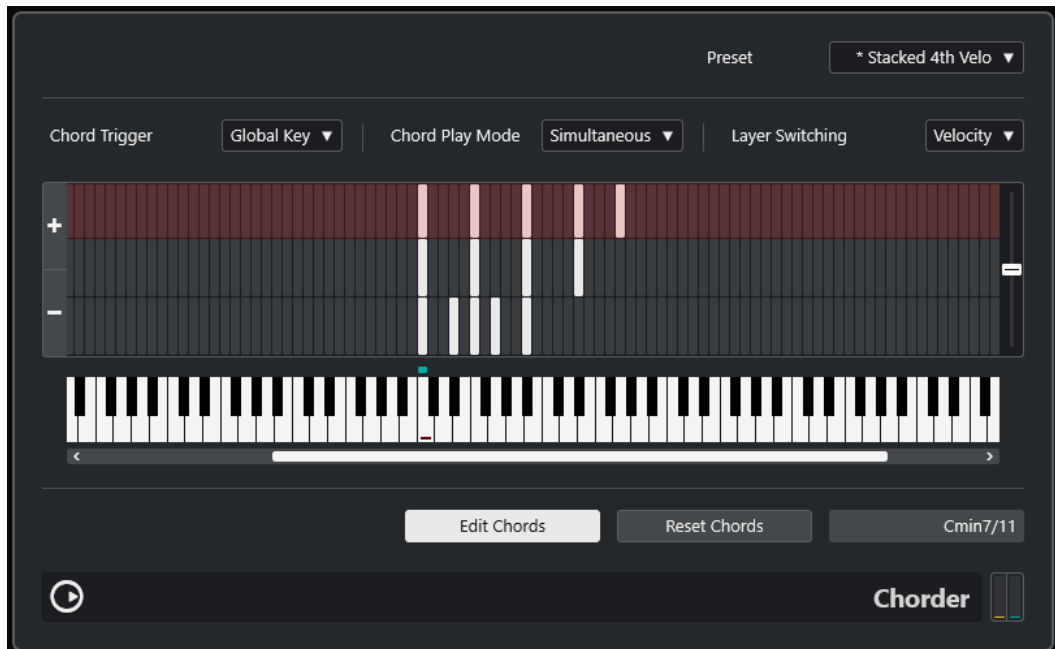 Preset
* Stacked 4th Velo
Chord Trigger
Global Key
Chord Play Mode
Simultaneous
Layer Switching
Velocity
+
−
Edit Chords
Reset Chords
Cmin7/11
Chorder